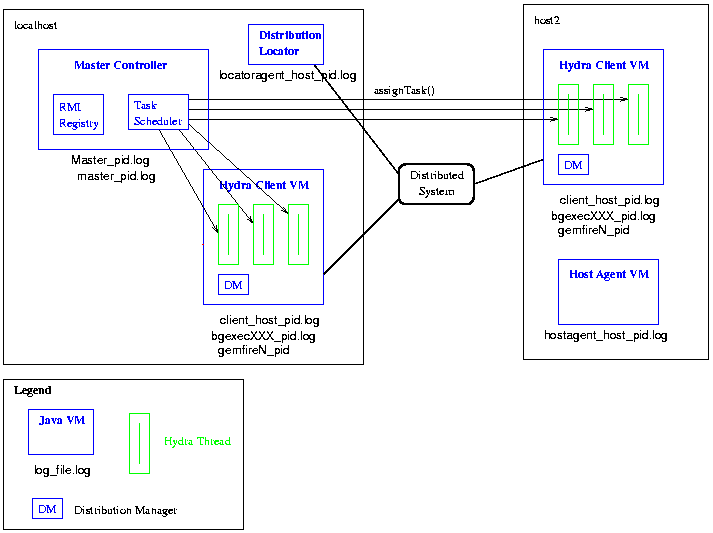 localhost
Distribution
Locator
locatoragent_host_pid.log
Master Controller
RMI
Registry
Task
Scheduler
Master_pid.log
master_pid.log
assignTask()
Hydra Client VM
DM
client_host_pid.log
bgexecXXX_pid.log
gemfireN_pid
Distributed
System
host2
Hydra Client VM
DM
client_host_pid.log
bgexecXXX_pid.log
gemfireN_pid
Host Agent VM
hostagent_host_pid.log
Legend
Java VM
log_file.log
Hydra Thread
DM
Distribution Manager